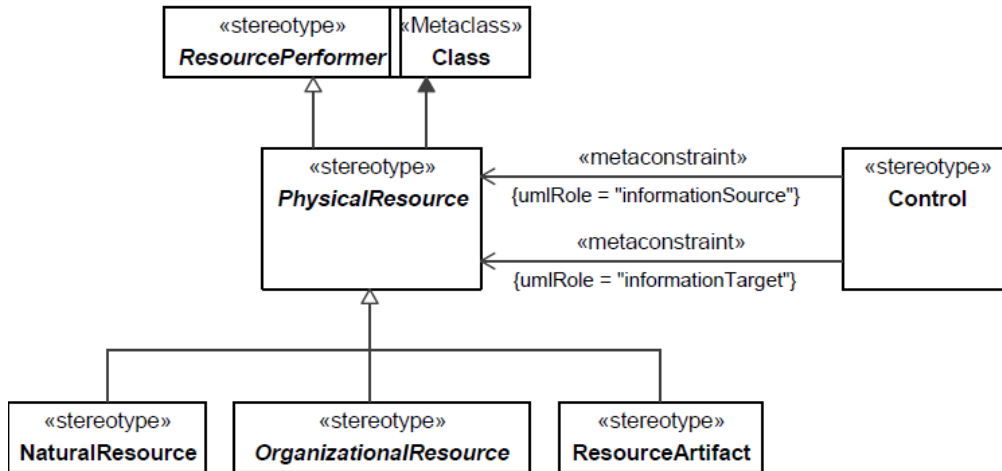 «stereotype»
ResourcePerformer
«Metaclass»
Class
«stereotype»
PhysicalResource
«metaconstraint»
{umlRole = "informationSource"}
«metaconstraint»
{umlRole = "informationTarget"}
«stereotype»
Control
«stereotype»
NaturalResource
«stereotype»
OrganizationalResource
«stereotype»
ResourceArtifact